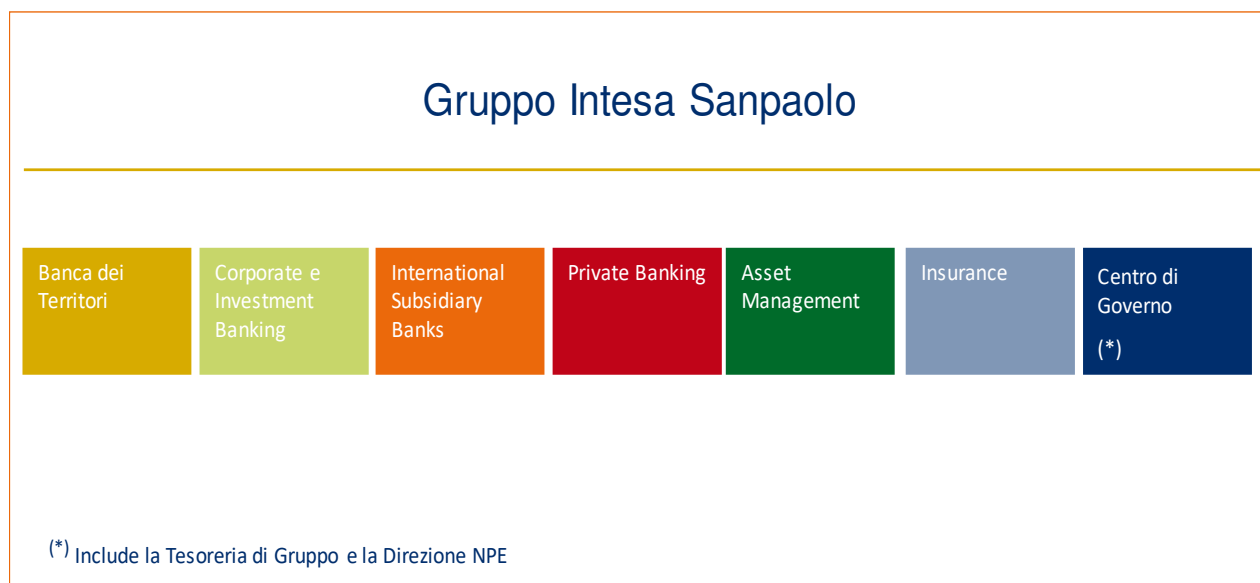 Gruppo Intesa Sanpaolo
Banca dei
Territori
Corporate e
Investment
Banking
International
Subsidiary
Banks
Private Banking
Asset
Management
Insurance
Centro di
Governo
(*)
(*) Include la Tesoreria di Gruppo e la Direzione NPE